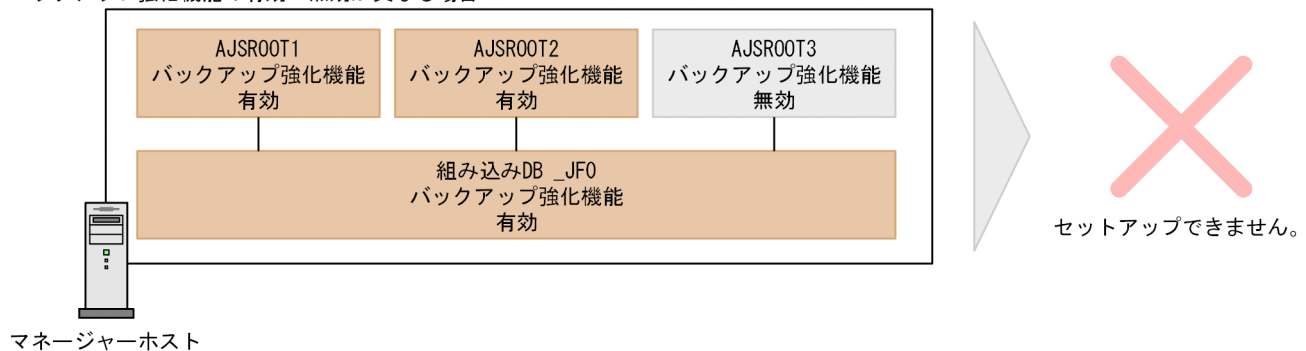 AJSROOT1
バックアップ強化機能
有効
AJSROOT2
バックアップ強化機能
有効
AJSROOT3
バックアップ強化機能
無効
組み込みDB _JF0
バックアップ強化機能
有効
セットアップできません。
マネージャーホスト